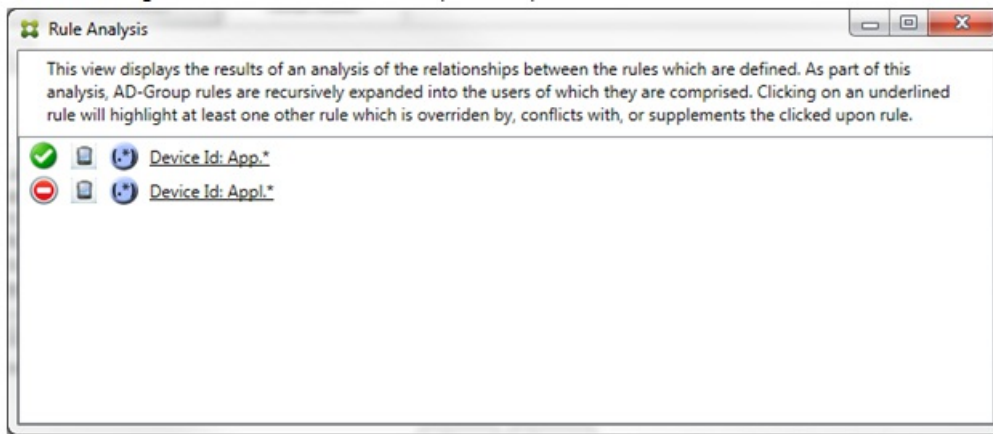 Rule Analysis
This view displays the results of an analysis of the relationships between the rules which are defined. As part of this
analysis, AD-Group rules are recursively expanded into the users of which they are comprised. Clicking on an underlined
rule will highlight at least one other rule which is overriden by, conflicts with, or supplements the clicked upon rule.
(.*) Device Id: App.*
(.*) Device Id: Appl.*